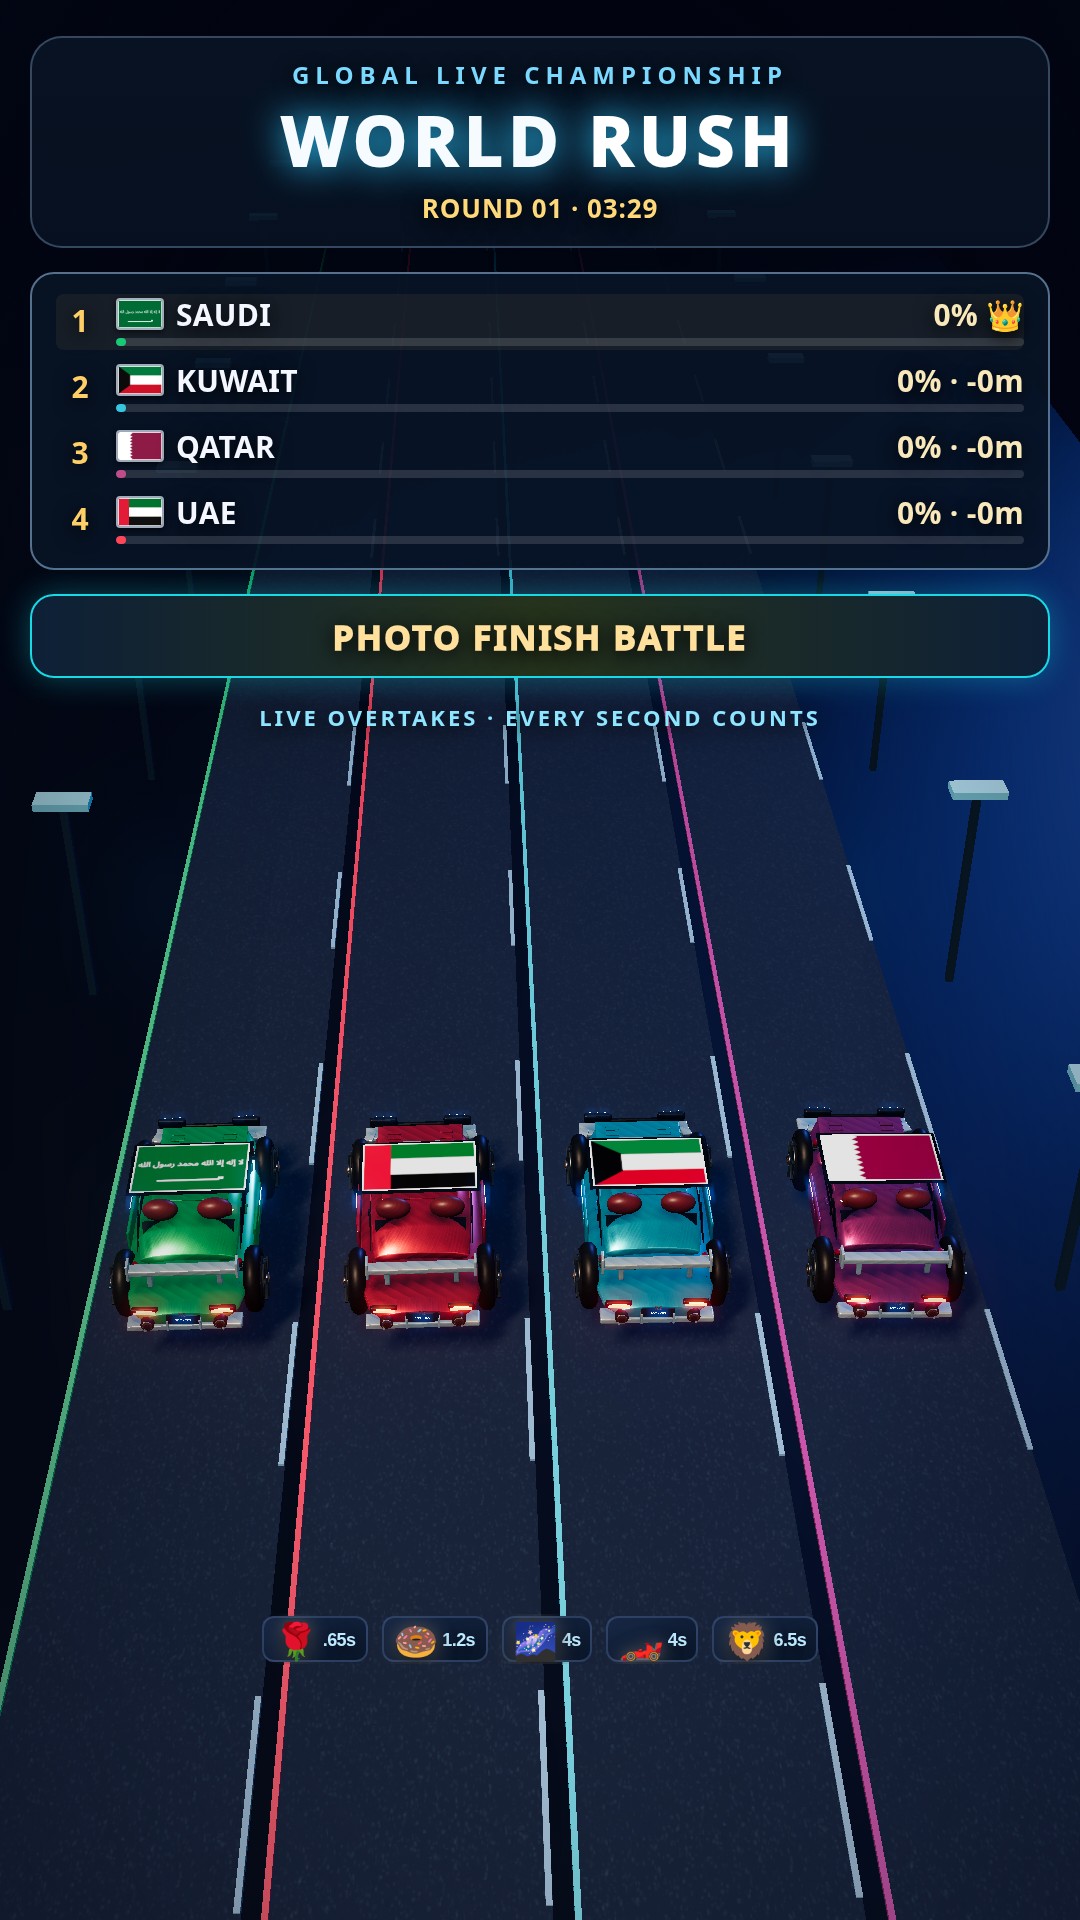 GLOBAL LIVE CHAMPIONSHIP
WORLD RUSH
ROUND 01 · 03:29
1 SAUDI 0% 👑
2 KUWAIT 0% · -0m
3 QATAR 0% · -0m
4 UAE 0% · -0m
PHOTO FINISH BATTLE
LIVE OVERTAKES · EVERY SECOND COUNTS
لا إله إلا الله محمد رسول الله
🌹 .65s 🍩 1.2s 🌌 4s 🏎️ 4s 🦁 6.5s